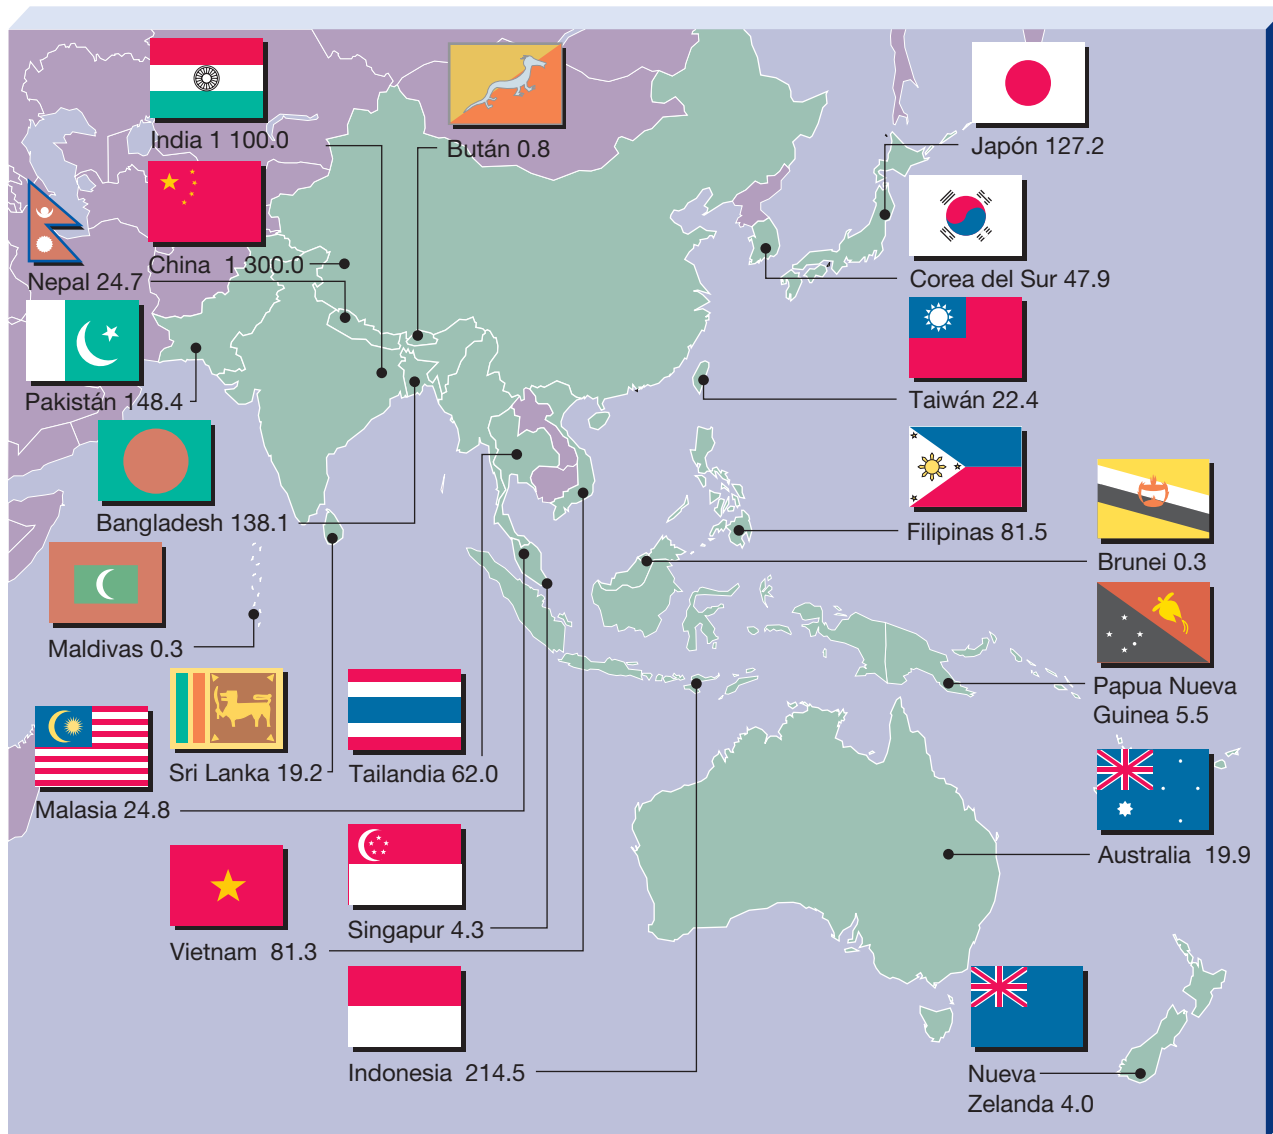 India 1 100.0
Bután 0.8
Japón 127.2
China 1 300.0
Nepal 24.7
Corea del Sur 47.9
Pakistán 148.4
Taiwán 22.4
Bangladesh 138.1
Filipinas 81.5
Brunei 0.3
Maldivas 0.3
Papua Nueva
Guinea 5.5
Sri Lanka 19.2
Tailandia 62.0
Malasia 24.8
Australia 19.9
Singapur 4.3
Vietnam 81.3
Indonesia 214.5
Nueva
Zelanda 4.0